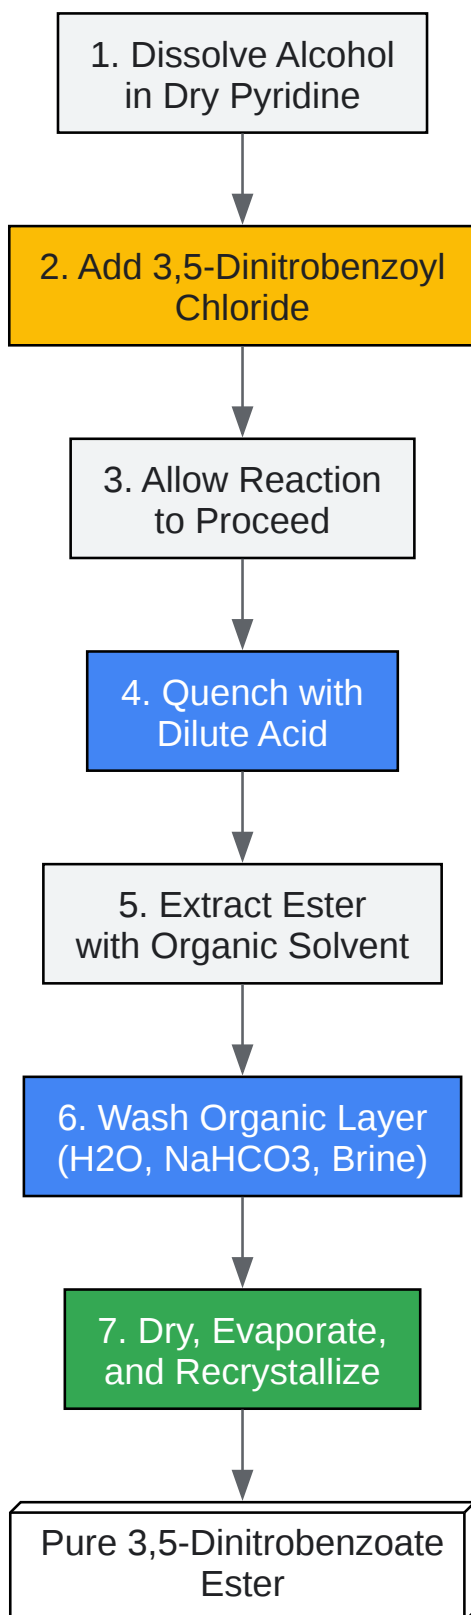 1. Dissolve Alcohol
in Dry Pyridine
2. Add 3,5-Dinitrobenzoyl
Chloride
3. Allow Reaction
to Proceed
4. Quench with
Dilute Acid
5. Extract Ester
with Organic Solvent
6. Wash Organic Layer
(H2O, NaHCO3, Brine)
7. Dry, Evaporate,
and Recrystallize
Pure 3,5-Dinitrobenzoate
Ester